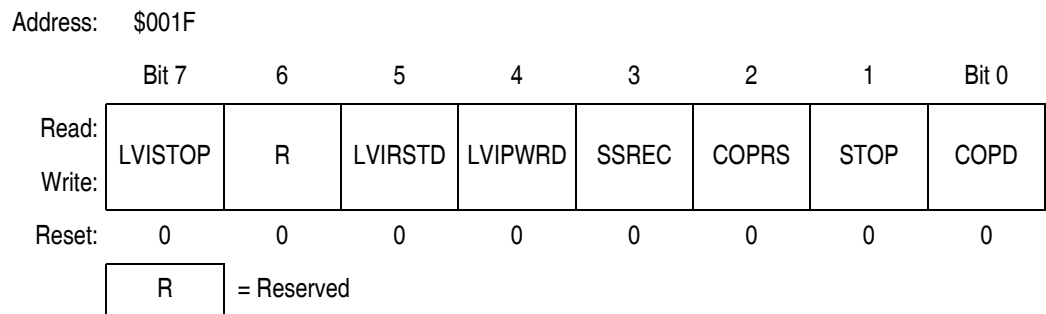 Address: $001F
Bit 7 6 5 4 3 2 1 Bit 0
Read:
LVISTOP R LVIRSTD LVIPWRD SSREC COPRS STOP COPD
Write:
Reset: 0 0 0 0 0 0 0 0
R = Reserved